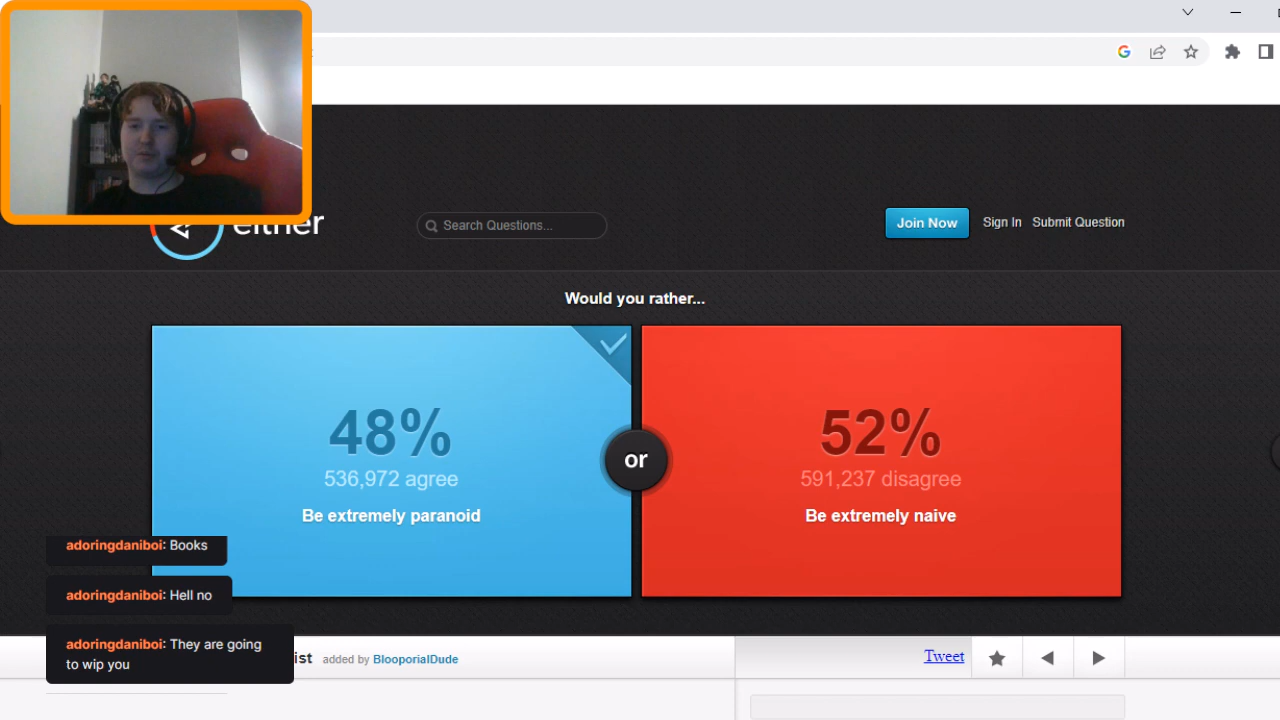 either
Search Questions...
Join Now
Sign In
Submit Question
Would you rather...
48%
536,972 agree
Be extremely paranoid
or
52%
591,237 disagree
Be extremely naive
adoringdaniboi: Books
adoringdaniboi: Hell no
adoringdaniboi: They are going
to wip you
ist added by BlooporialDude
Tweet